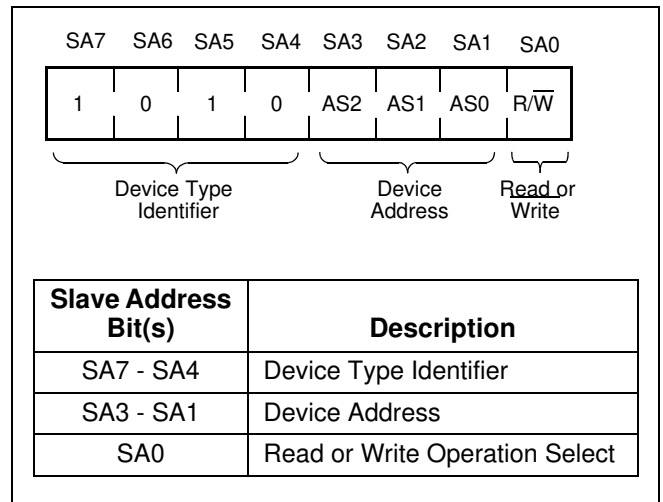 SA7 SA6 SA5 SA4 SA3 SA2 SA1 SA0
1 0 1 0 AS2 AS1 AS0 R/W̅
Device Type Device Read or
Identifier Address Write
Slave Address
Bit(s) Description
SA7 - SA4 Device Type Identifier
SA3 - SA1 Device Address
SA0 Read or Write Operation Select